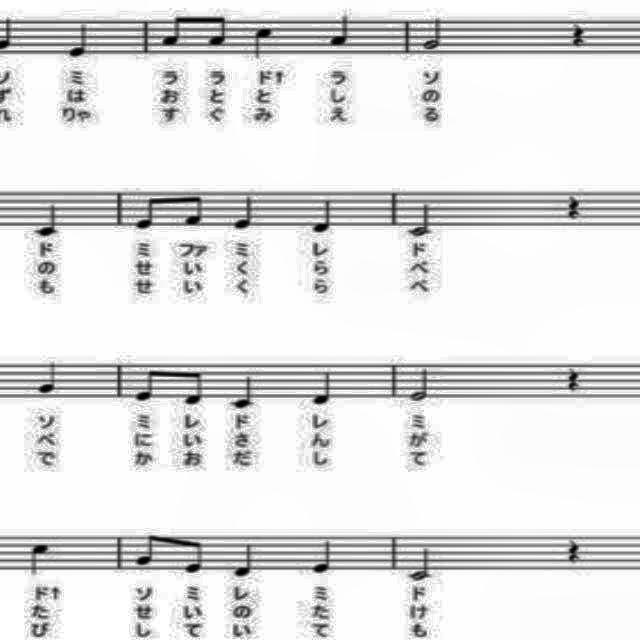 ソ ミ ラ ラ ド↑ ラ ソ
ず は お と と し の
れ りゃ す ぐ み え る
ド ミ ファ ミ レ ド
の せ い く ら べ
も せ い く ら べ
ソ ミ レ ド レ ミ
べ に い さ ん が
で か お だ し て
ド↑ ソ ミ レ ミ ド
た せ い の た け
び し て い て も